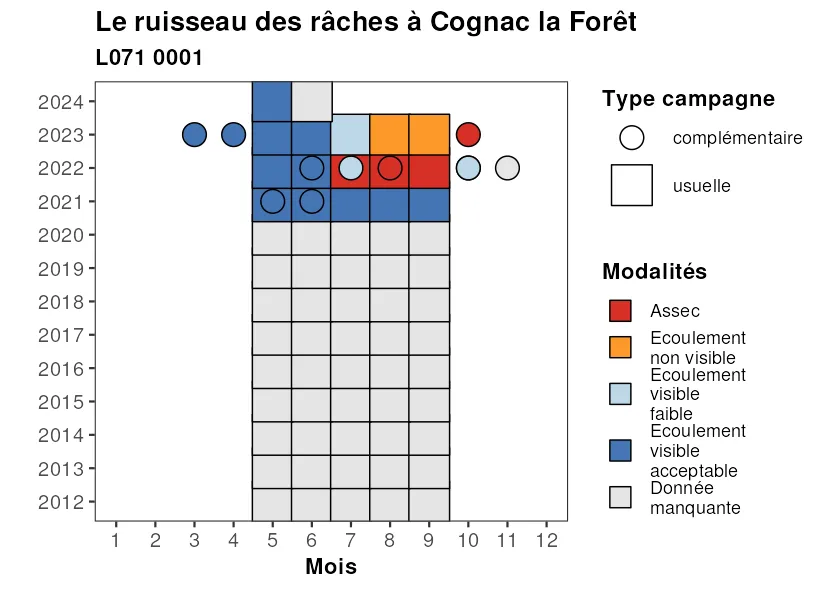 Le ruisseau des râches à Cognac la Forêt
L071 0001
2024
2023
2022
2021
2020
2019
2018
2017
2016
2015
2014
2013
2012
1 2 3 4 5 6 7 8 9 10 11 12
Mois
Type campagne
complémentaire
usuelle
Modalités
Assec
Ecoulement
non visible
Ecoulement
visible
faible
Ecoulement
visible
acceptable
Donnée
manquante